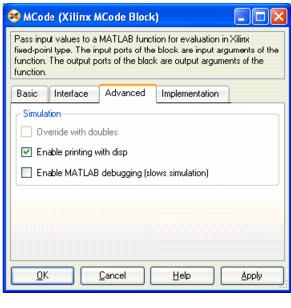 MCode (Xilinx MCode Block)
Pass input values to a MATLAB function for evaluation in Xilinx
fixed-point type. The input ports of the block are input arguments of the
function. The output ports of the block are output arguments of the
function.
Basic Interface Advanced Implementation
Simulation
Override with doubles
Enable printing with disp
Enable MATLAB debugging (slows simulation)
OK Cancel Help Apply